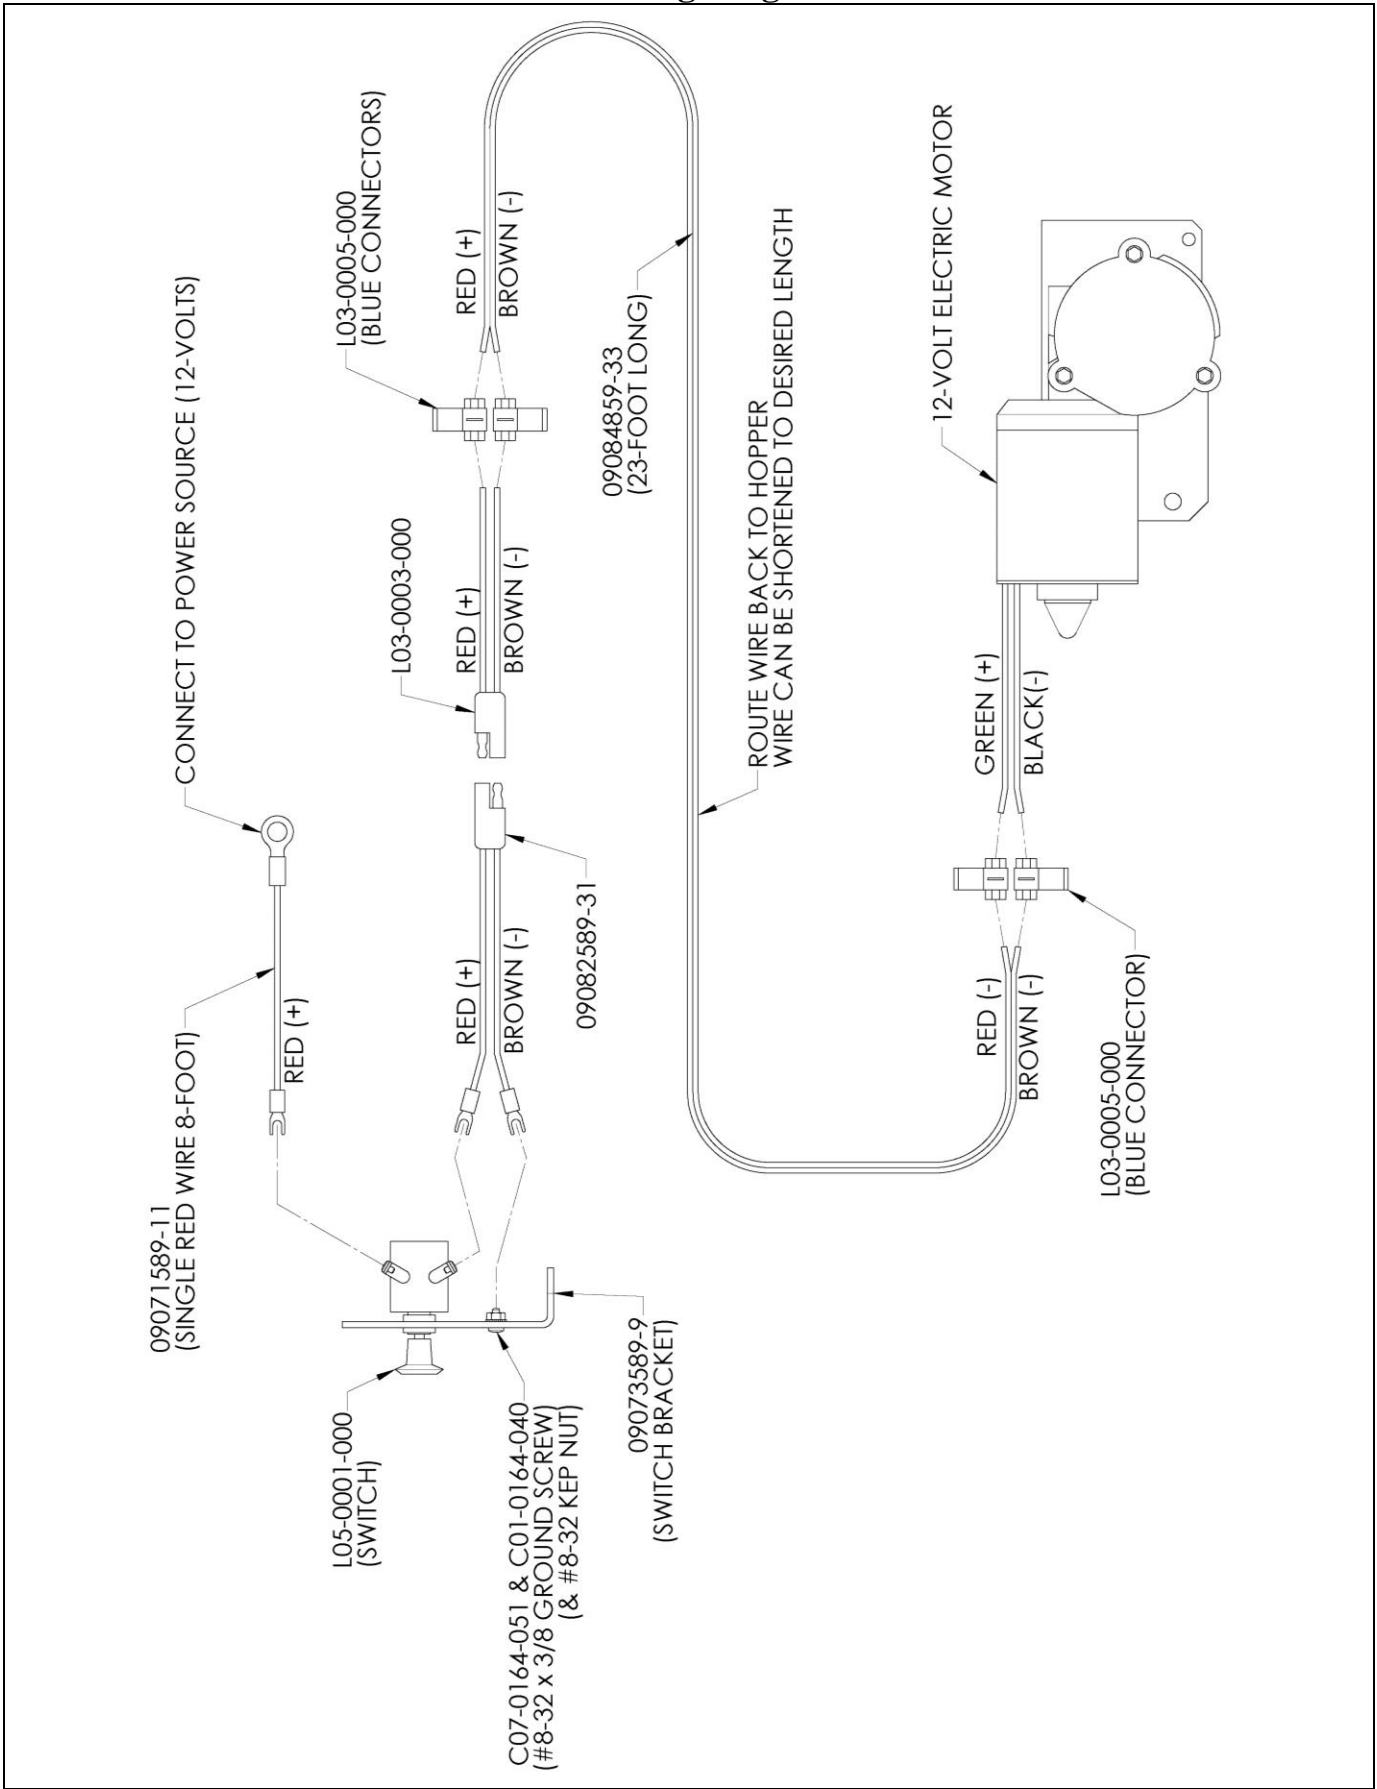 09071589-11
(SINGLE RED WIRE 8-FOOT)
CONNECT TO POWER SOURCE (12-VOLTS)
RED (+)
L05-0001-000
(SWITCH)
L03-0005-000
(BLUE CONNECTORS)
L03-0003-000
RED (+)
BROWN (-)
RED (+)
BROWN (-)
RED (+)
BROWN (-)
C07-0164-051 & C01-0164-040
(#8-32 x 3/8 GROUND SCREW)
(& #8-32 KEP NUT)
09082589-31
09084859-33
(23-FOOT LONG)
09073589-9
(SWITCH BRACKET)
ROUTE WIRE BACK TO HOPPER
WIRE CAN BE SHORTENED TO DESIRED LENGTH
12-VOLT ELECTRIC MOTOR
RED (-)
BROWN (-)
GREEN (+)
BLACK(-)
L03-0005-000
(BLUE CONNECTOR)